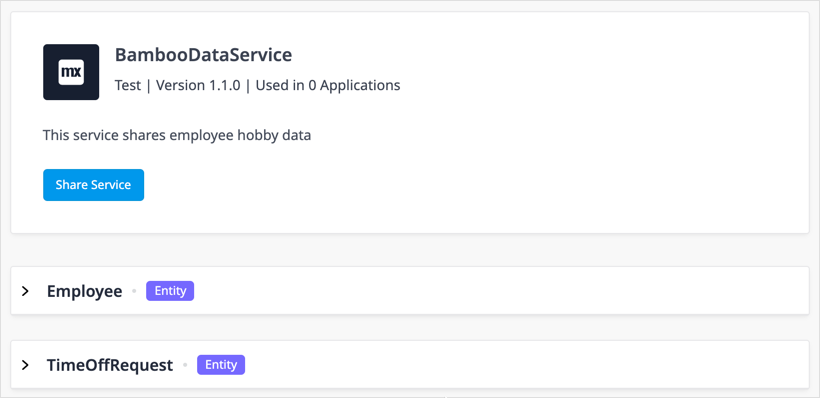 mx
BambooDataService
Test | Version 1.1.0 | Used in 0 Applications
This service shares employee hobby data
Share Service
Employee
Entity
TimeOffRequest
Entity